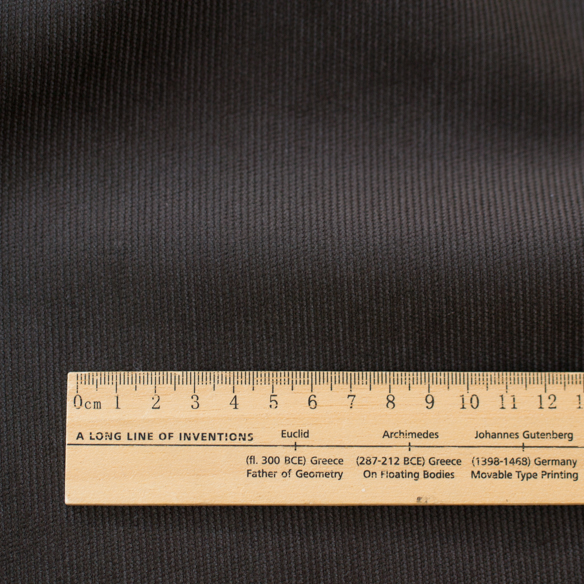 0cm 1 2 3 4 5 6 7 8 9 10 11 12
A LONG LINE OF INVENTIONS
Euclid Archimedes Johannes Gutenberg
(fl. 300 BCE) Greece (287-212 BCE) Greece (1398-1468) Germany
Father of Geometry On Floating Bodies Movable Type Printing